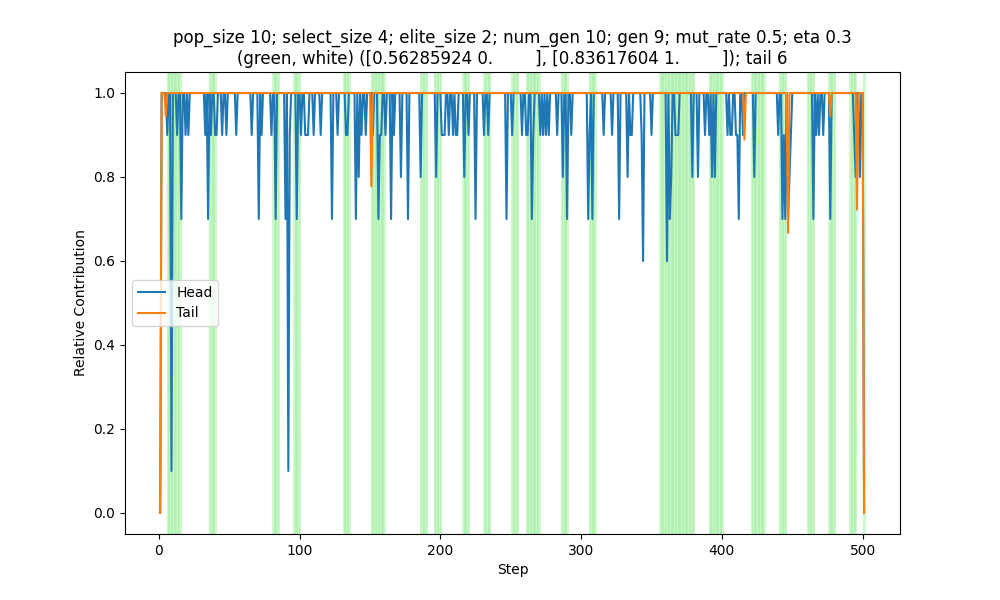 pop_size 10; select_size 4; elite_size 2; num_gen 10; gen 9; mut_rate 0.5; eta 0.3
(green, white) ([0.56285924 0.         ], [0.83617604 1.         ]); tail 6
1.0
0.8
0.6
0.4
0.2
0.0
Relative Contribution
Head
Tail
0
100
200
300
400
500
Step